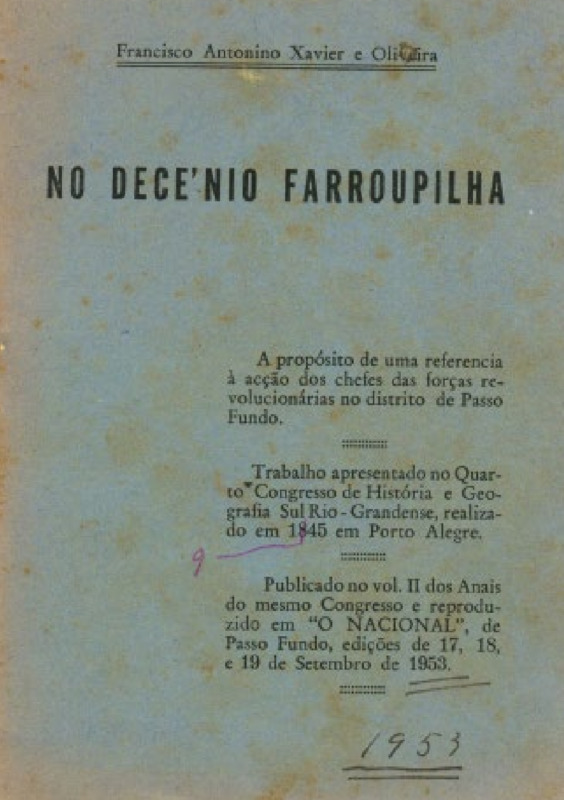 Francisco Antonino Xavier e Oliveira
NO DECE'NIO FARROUPILHA
A propósito de uma referencia
à acção dos chefes das forças re-
volucionárias no distrito de Passo
Fundo.
Trabalho apresentado no Quar-
to Congresso de História e Geo-
grafia Sul Rio-Grandense, realiza-
do em 1845 em Porto Alegre.
9
Publicado no vol. II dos Anais
do mesmo Congresso e reprodu-
zido em "O NACIONAL", de
Passo Fundo, edições de 17, 18,
e 19 de Setembro de 1953.
1953